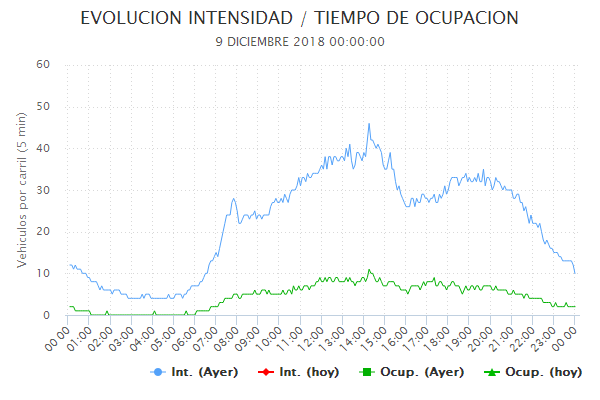 EVOLUCION INTENSIDAD / TIEMPO DE OCUPACION
9 DICIEMBRE 2018 00:00:00
Vehiculos por carril (5 min)
60
50
40
30
20
10
0
00:00 01:00 02:00 03:00 04:00 05:00 06:00 07:00 08:00 09:00 10:00 11:00 12:00 13:00 14:00 15:00 16:00 17:00 18:00 19:00 20:00 21:00 22:00 23:00 00:00
Int. (Ayer) Int. (hoy) Ocup. (Ayer) Ocup. (hoy)